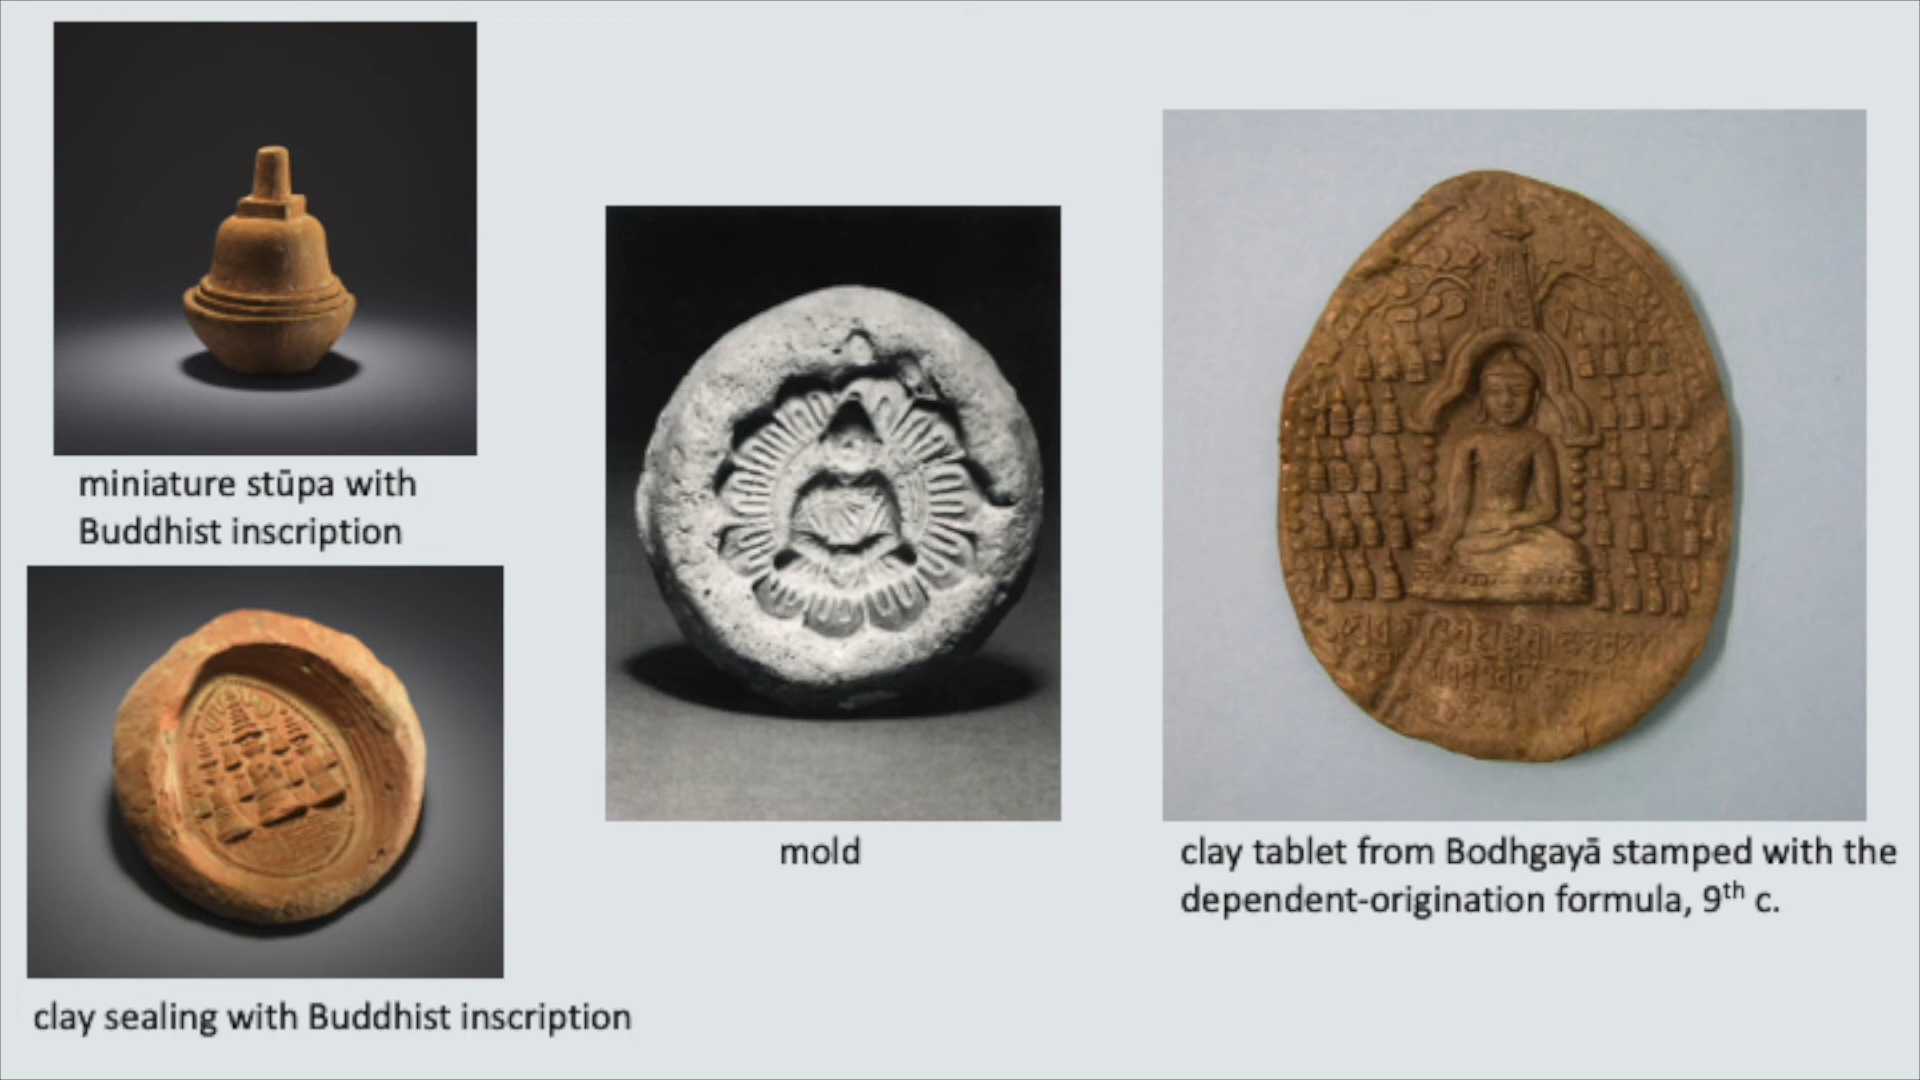 miniature stūpa with
Buddhist inscription
clay sealing with Buddhist inscription
mold
clay tablet from Bodhgayā stamped with the
dependent-origination formula, 9th c.